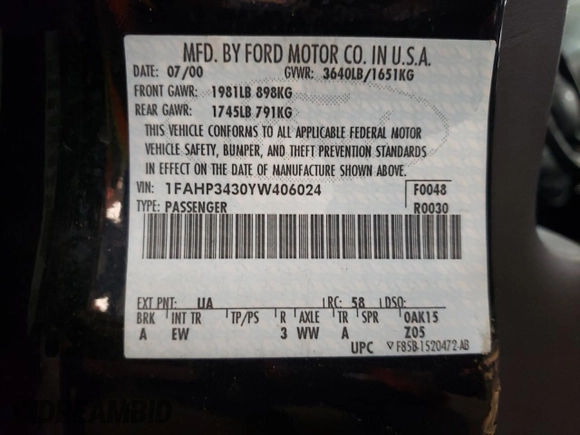 MFD. BY FORD MOTOR CO. IN U.S.A.
DATE: 07/00 GVWR: 3640LB/1651KG
FRONT GAWR: 1981LB 898KG
REAR GAWR: 1745LB 791KG
THIS VEHICLE CONFORMS TO ALL APPLICABLE FEDERAL MOTOR
VEHICLE SAFETY, BUMPER, AND THEFT PREVENTION STANDARDS
IN EFFECT ON THE DATE OF MANUFACTURE SHOWN ABOVE.
VIN: 1FAHP3430YW406024 F0048
TYPE: PASSENGER R0030
EXT PNT: UA RC: 58 DSO:
BRK INT TR TP/PS R AXLE TR SPR 0AK15
A EW 3 WW A Z05
UPC F85B-1520472-AB
IDREAMBID